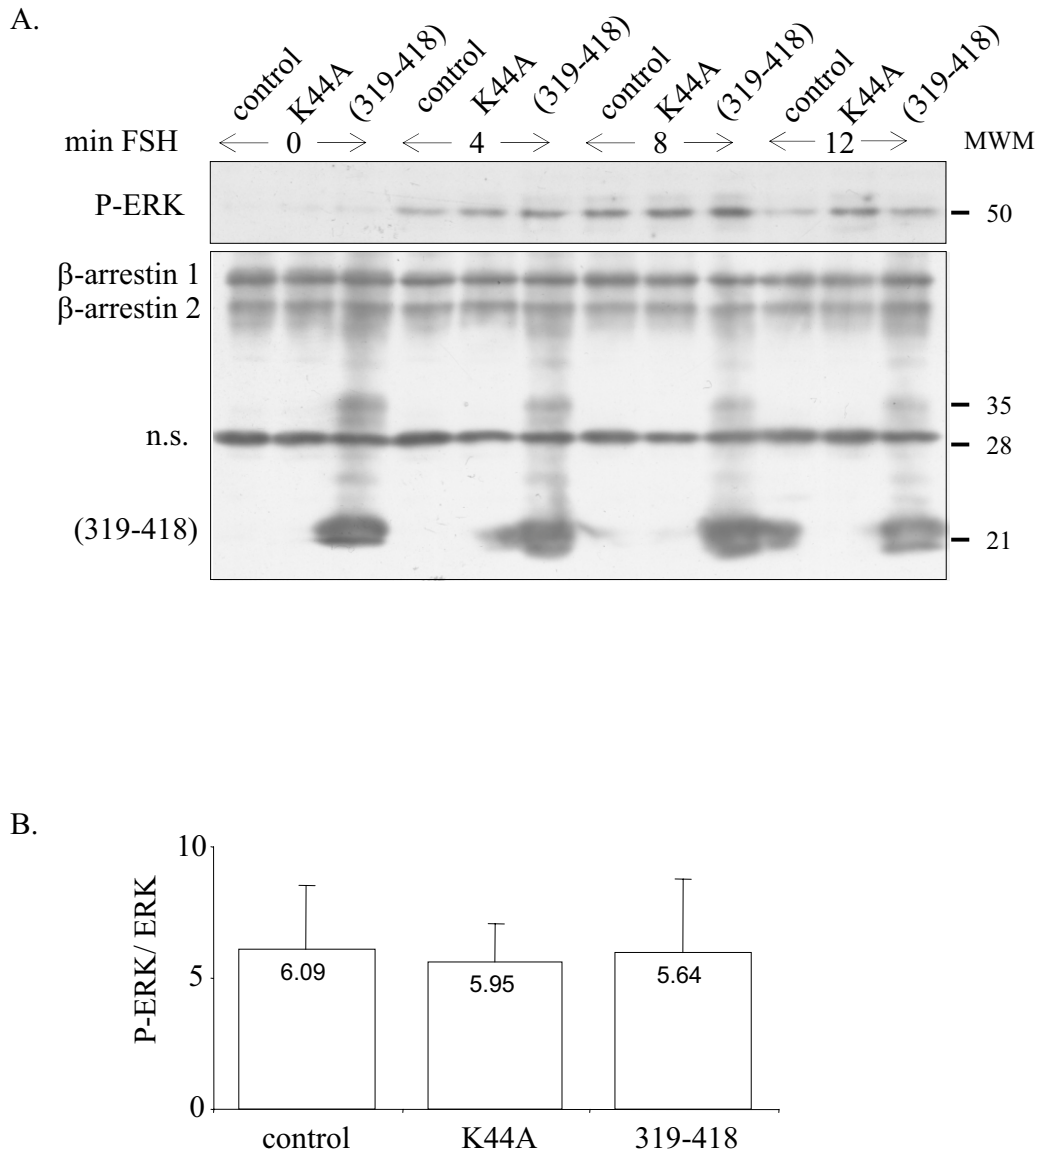 A.
control K44A (319-418) control K44A (319-418) control K44A (319-418) control K44A (319-418)
min FSH 0 4 8 12 MWM
P-ERK 50
β-arrestin 1
β-arrestin 2
35
n.s. 28
(319-418) 21
B.
10
P-ERK/ ERK
6.09 5.95 5.64
5
0
control K44A 319-418